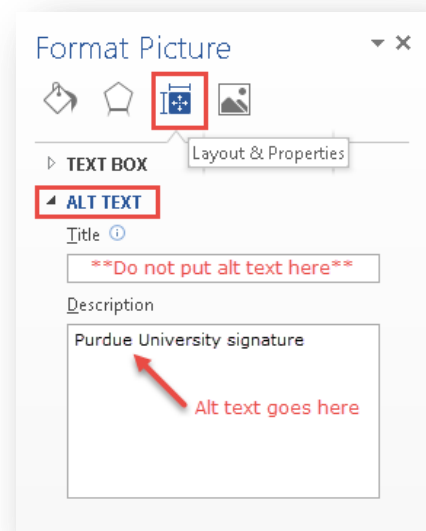 Format Picture
Layout & Properties
TEXT BOX
ALT TEXT
Title
**Do not put alt text here**
Description
Purdue University signature
Alt text goes here